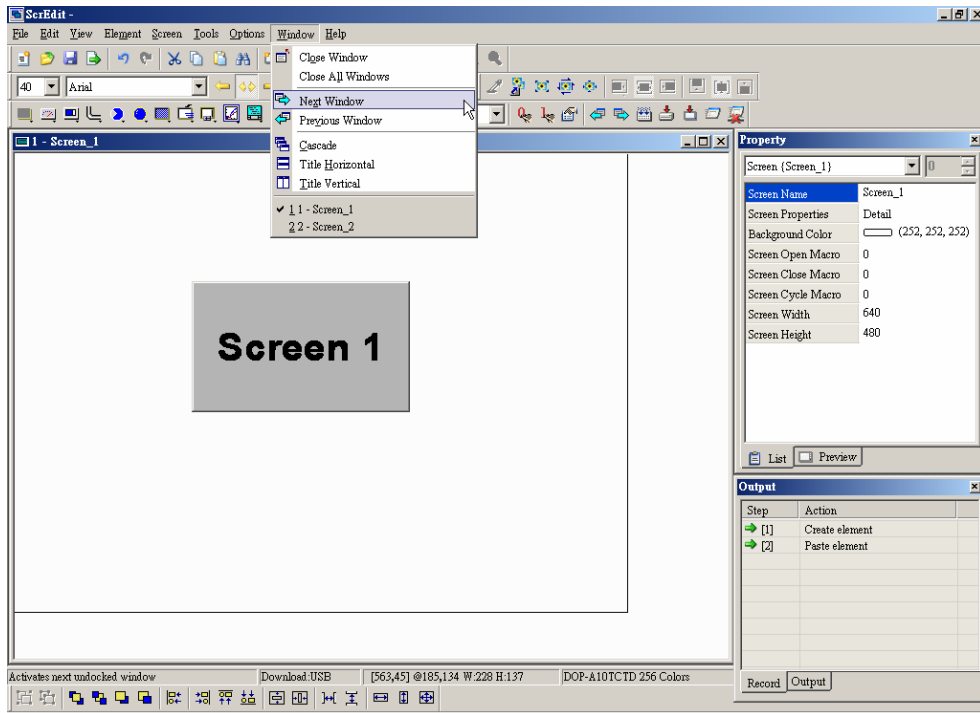 ScrEdit -
File Edit View Element Screen Tools Options Window Help
Close Window
Close All Windows
40 Arial
Next Window
Previous Window
Cascade
Title Horizontal
Title Vertical
✔ 1 1 - Screen_1
2 2 - Screen_2
1 - Screen_1
Screen 1
Property
Screen {Screen_1} 0
Screen Name Screen_1
Screen Properties Detail
Background Color (252, 252, 252)
Screen Open Macro 0
Screen Close Macro 0
Screen Cycle Macro 0
Screen Width 640
Screen Height 480
List Preview
Output
Step Action
[1] Create element
[2] Paste element
Record Output
Activates next undocked window Download:USB [563,45] @185,134 W:228 H:137 DOP-A10TCTD 256 Colors